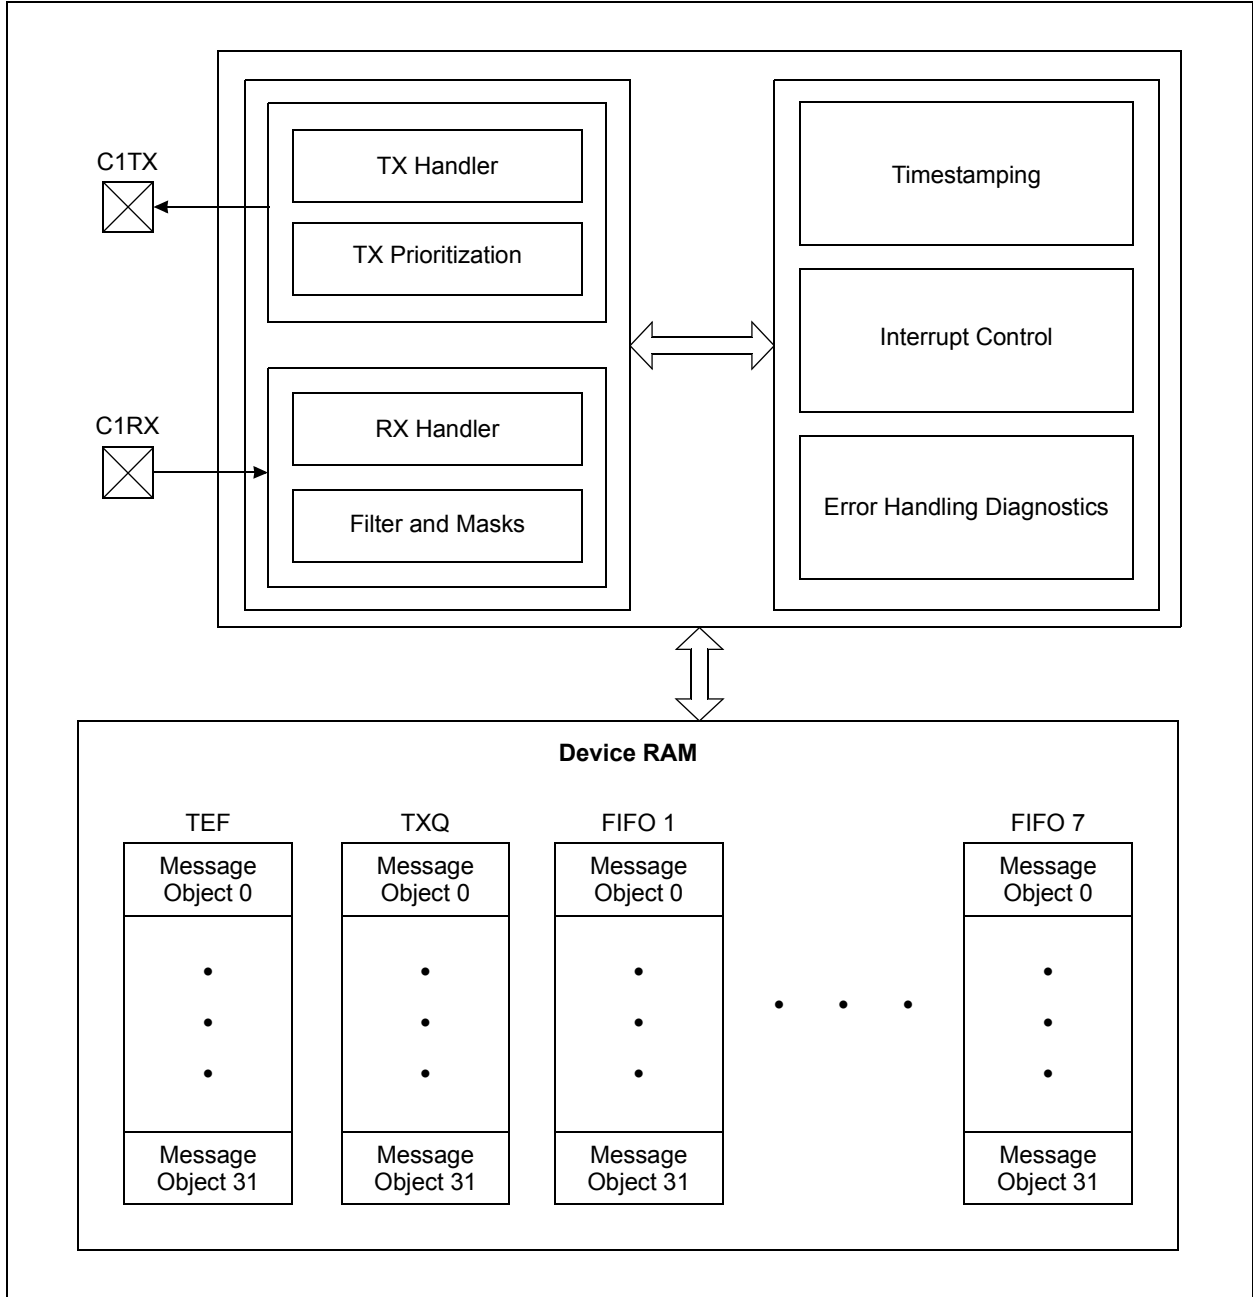 C1TX
TX Handler
TX Prioritization
Timestamping
Interrupt Control
C1RX
RX Handler
Filter and Masks
Error Handling Diagnostics
Device RAM
TEF
Message
Object 0
Message
Object 31
TXQ
Message
Object 0
Message
Object 31
FIFO 1
Message
Object 0
Message
Object 31
FIFO 7
Message
Object 0
Message
Object 31